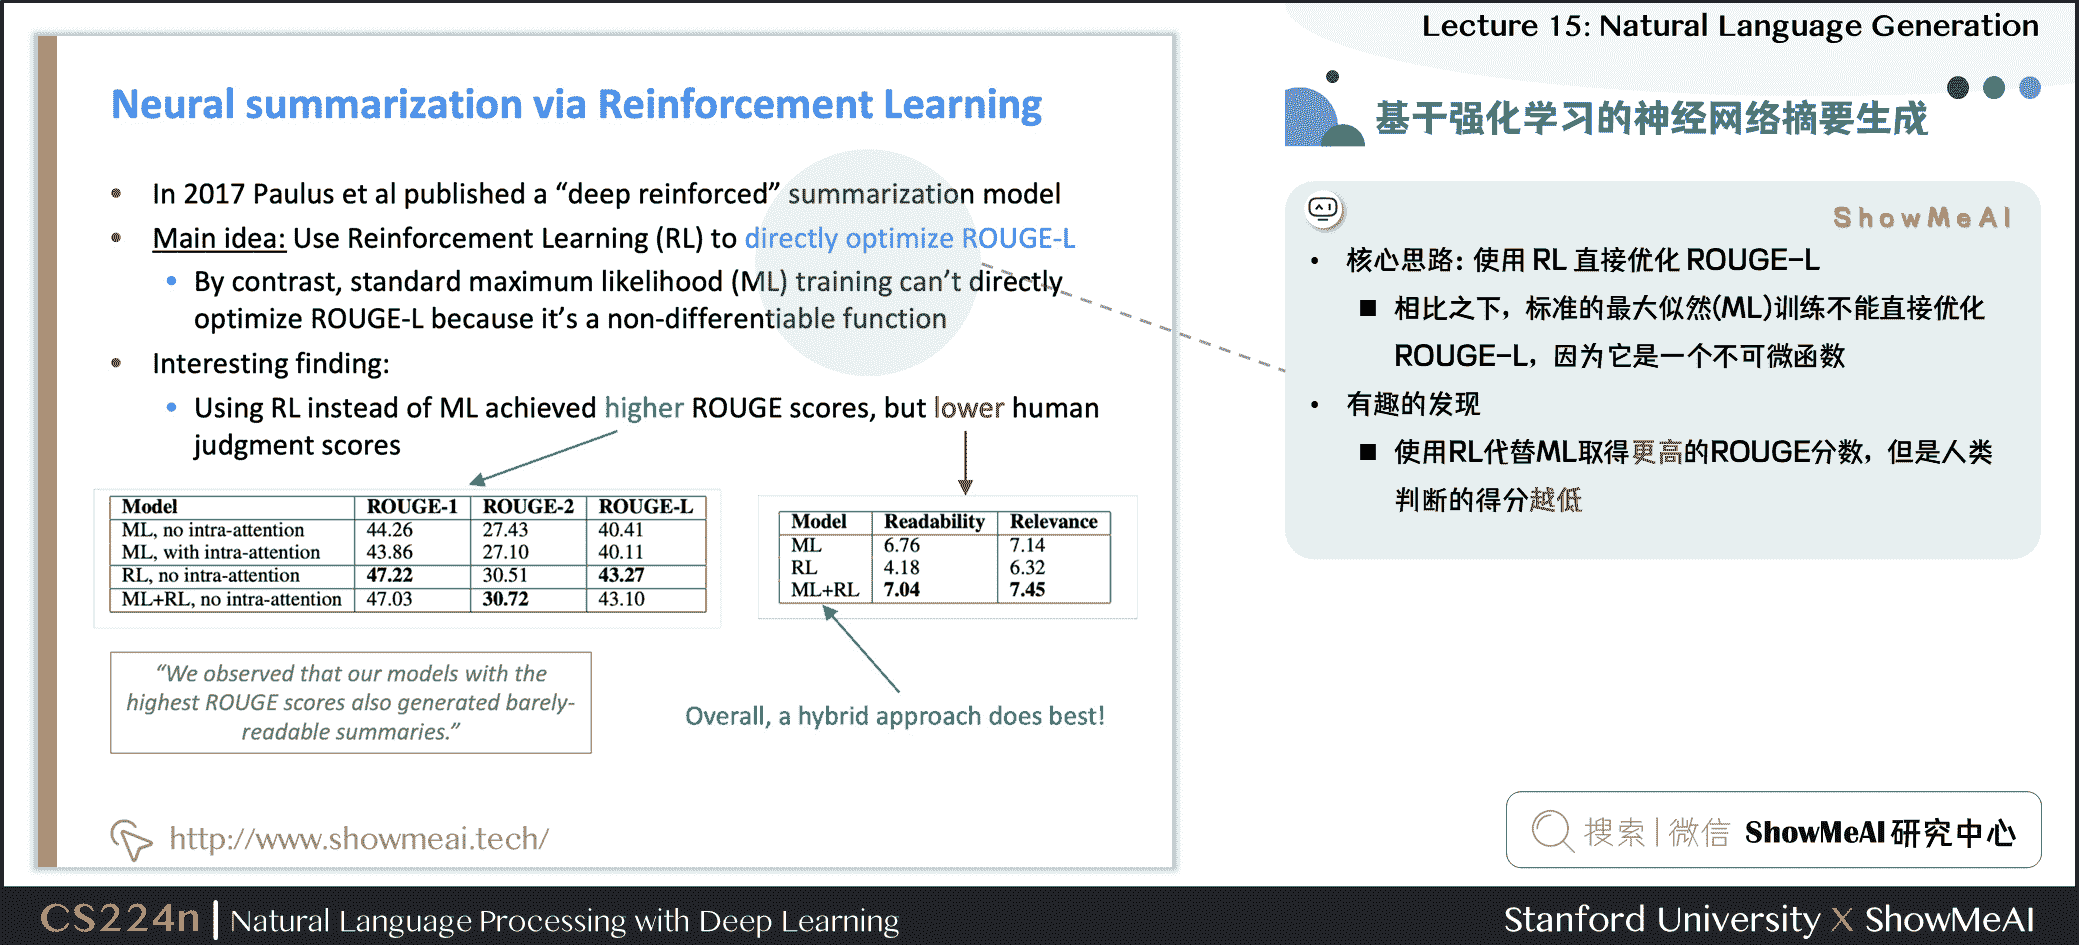 Lecture 15: Natural Language Generation
Neural summarization via Reinforcement Learning
• In 2017 Paulus et al published a “deep reinforced” summarization model
• Main idea: Use Reinforcement Learning (RL) to directly optimize ROUGE-L
• By contrast, standard maximum likelihood (ML) training can’t directly
optimize ROUGE-L because it’s a non-differentiable function
• Interesting finding:
• Using RL instead of ML achieved higher ROUGE scores, but lower human
judgment scores
Model ROUGE-1 ROUGE-2 ROUGE-L
ML, no intra-attention 44.26 27.43 40.41
ML, with intra-attention 43.86 27.10 40.11
RL, no intra-attention 47.22 30.51 43.27
ML+RL, no intra-attention 47.03 30.72 43.10
Model Readability Relevance
ML 6.76 7.14
RL 4.18 6.32
ML+RL 7.04 7.45
“We observed that our models with the
highest ROUGE scores also generated barely-
readable summaries.”
Overall, a hybrid approach does best!
http://www.showmeai.tech/
基于强化学习的神经网络摘要生成
ShowMeAI
• 核心思路: 使用 RL 直接优化 ROUGE-L
■ 相比之下，标准的最大似然(ML)训练不能直接优化
ROUGE-L，因为它是一个不可微函数
• 有趣的发现
■ 使用RL代替ML取得更高的ROUGE分数，但是人类
判断的得分越低
搜索|微信 ShowMeAI 研究中心
CS224n | Natural Language Processing with Deep Learning
Stanford University X ShowMeAI